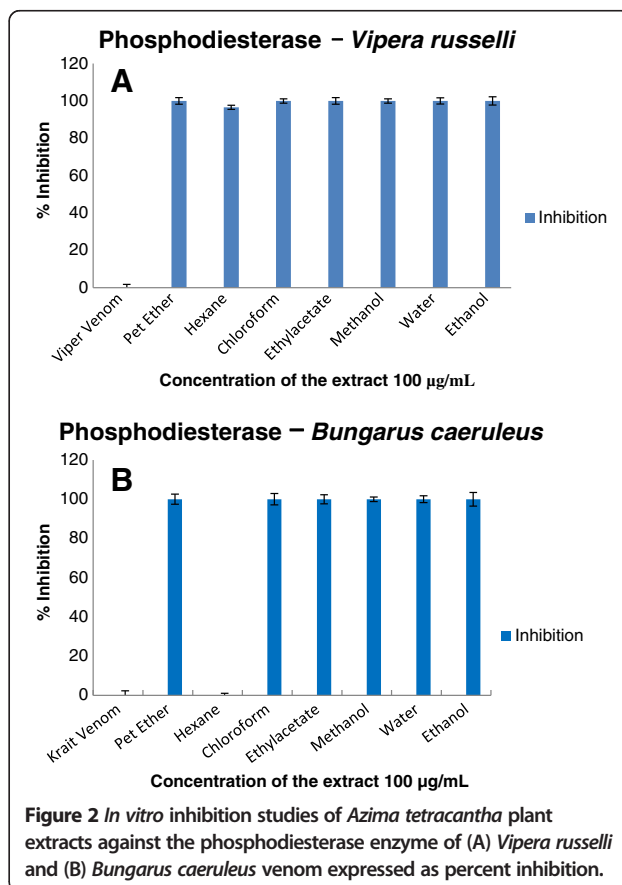 Phosphodiesterase – Vipera russelli
A
120
100
80
60
40
20
0
% Inhibition
Viper Venom
Pet Ether
Hexane
Chloroform
Ethylacetate
Methanol
Water
Ethanol
Inhibition
Concentration of the extract 100 µg/mL
Phosphodiesterase – Bungarus caeruleus
B
120
100
80
60
40
20
0
% Inhibition
Krait Venom
Pet Ether
Hexane
Chloroform
Ethylacetate
Methanol
Water
Ethanol
Inhibition
Concentration of the extract 100 µg/mL
Figure 2 In vitro inhibition studies of Azima tetracantha plant
extracts against the phosphodiesterase enzyme of (A) Vipera russelli
and (B) Bungarus caeruleus venom expressed as percent inhibition.